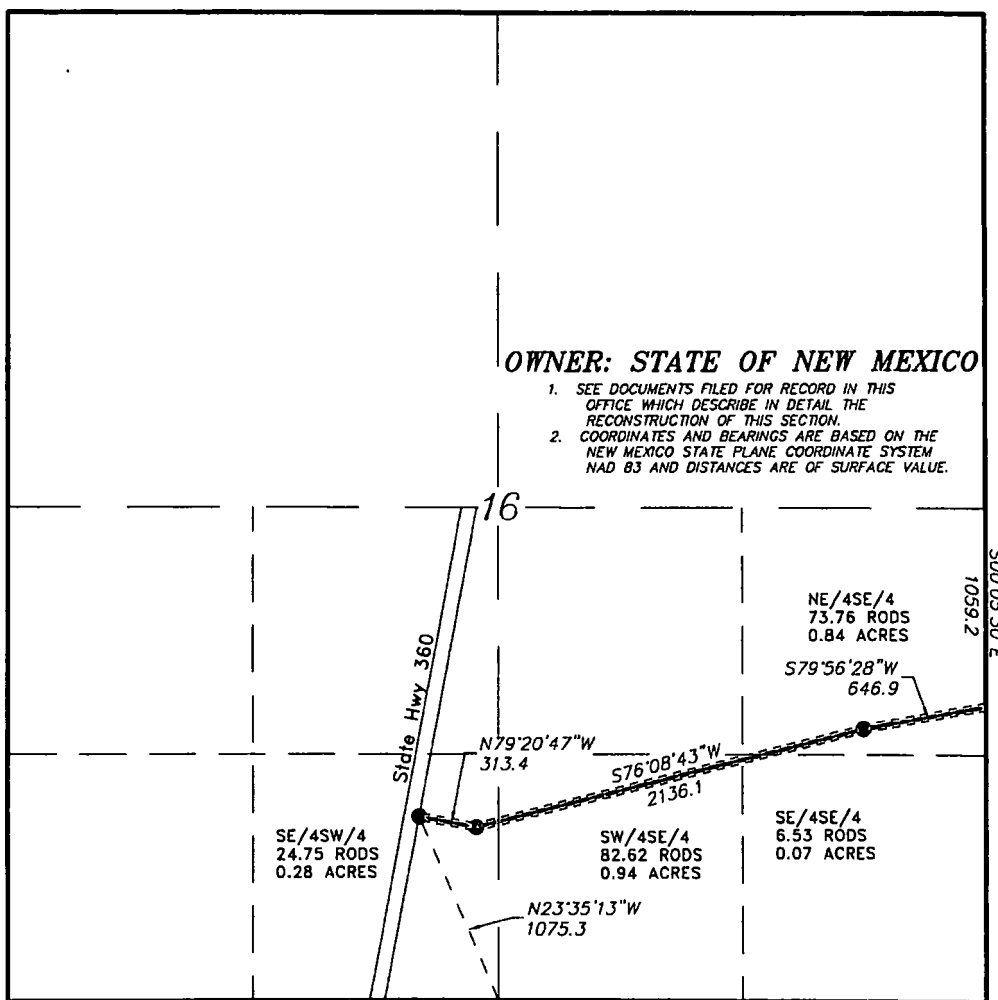 OWNER: STATE OF NEW MEXICO
1. SEE DOCUMENTS FILED FOR RECORD IN THIS
OFFICE WHICH DESCRIBE IN DETAIL THE
RECONSTRUCTION OF THIS SECTION.
2. COORDINATES AND BEARINGS ARE BASED ON THE
NEW MEXICO STATE PLANE COORDINATE SYSTEM
NAD 83 AND DISTANCES ARE OF SURFACE VALUE.
16
1059.2
NE/4SE/4
73.76 RODS
0.84 ACRES
S79°56'28"W
646.9
State Hwy 360
N79°20'47"W
313.4
S76°08'43"W
2136.1
SE/4SW/4
24.75 RODS
0.28 ACRES
SW/4SE/4
82.62 RODS
0.94 ACRES
SE/4SE/4
6.53 RODS
0.07 ACRES
N23°35'13"W
1075.3